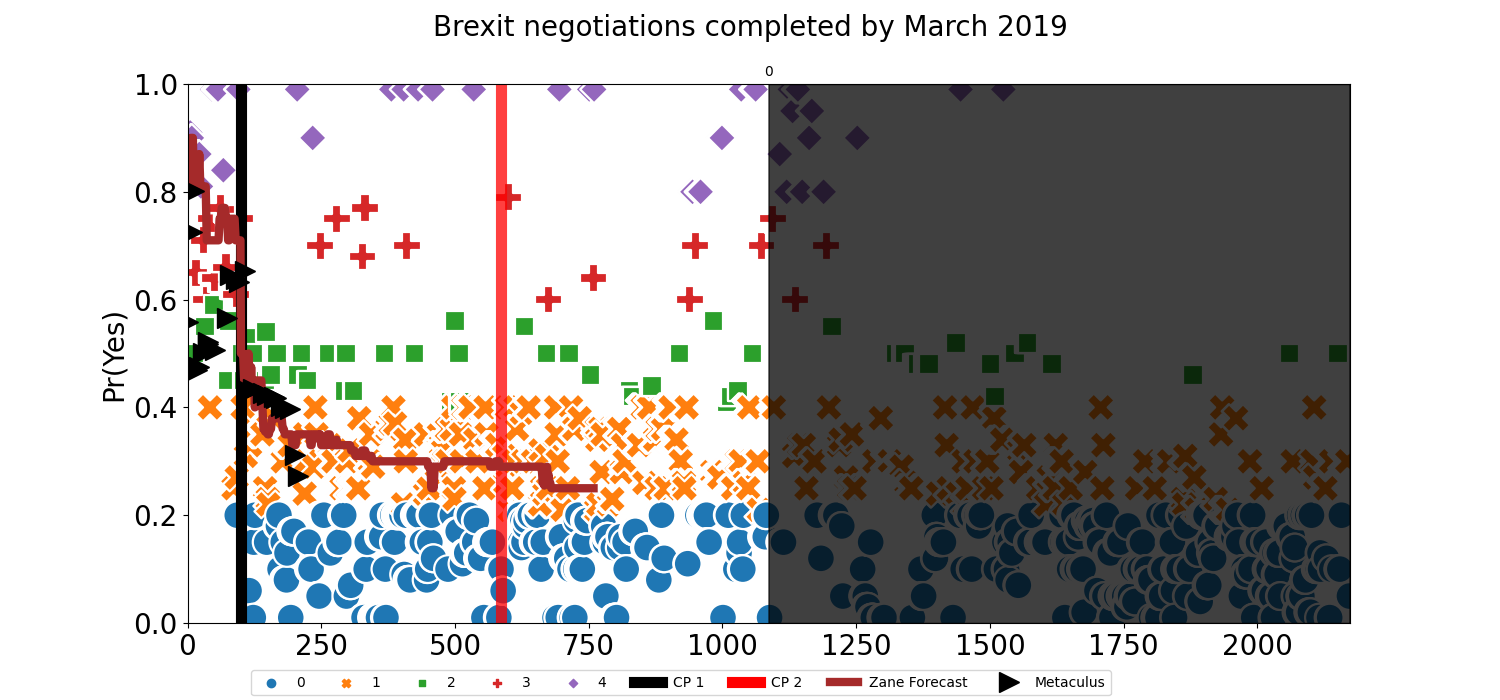 Brexit negotiations completed by March 2019
0
1.0
0.8
0.6
0.4
0.2
0.0
Pr(Yes)
0 250 500 750 1000 1250 1500 1750 2000
0 1 2 3 4 CP 1 CP 2 Zane Forecast Metaculus